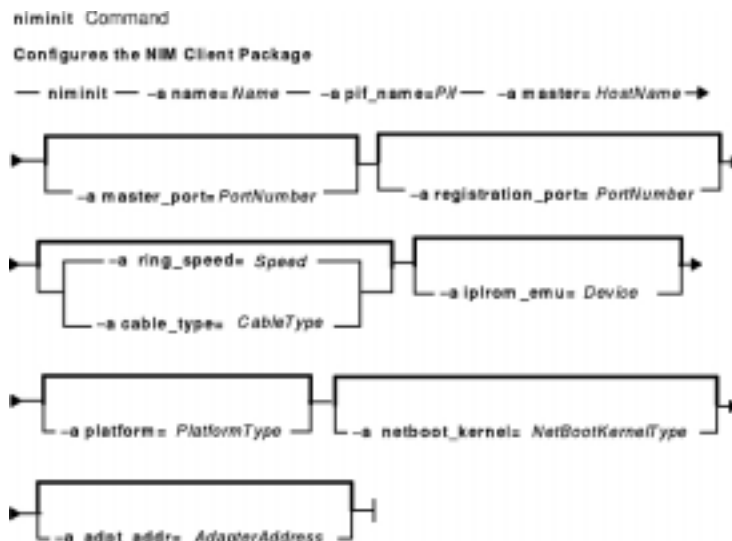 niminit Command
Configures the NIM Client Package
niminit -a name= Name -a pif_name=Pif -a master= HostName
-a master_port= PortNumber -a registration_port= PortNumber
-a ring_speed= Speed
-a iplrom_emu= Device
-a cable_type= CableType
-a platform= PlatformType -a netboot_kernel= NetBootKernelType
-a adpt_addr= AdapterAddress